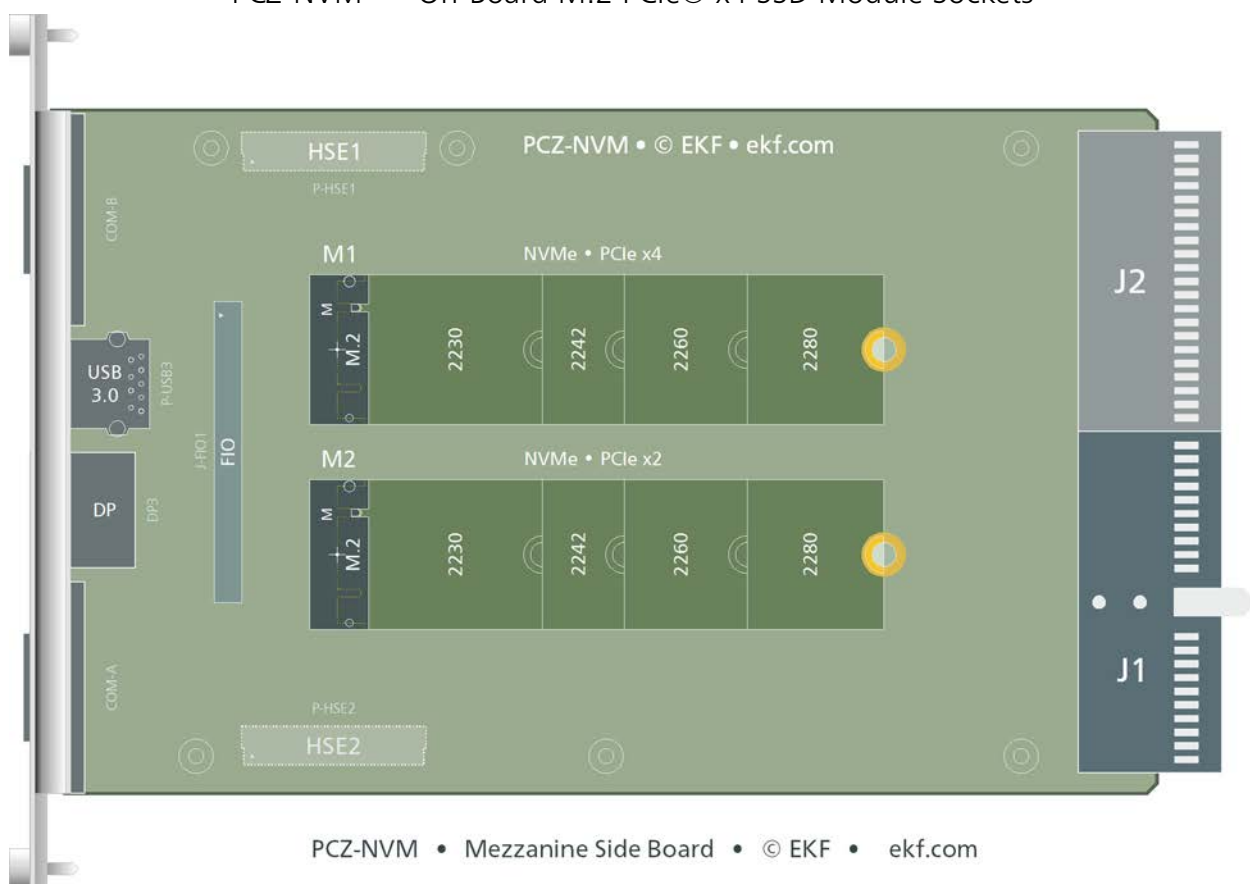 PCZ-NVM • © EKF • ekf.com
HSE1
P-HSE1
COM-B
M1
NVMe • PCIe x4
M
M.2
2230
2242
2260
2280
J2
USB
3.0
P-USB3
J-FIO1
FIO
M2
NVMe • PCIe x2
M
M.2
2230
2242
2260
2280
DP
DP3
J1
COM-A
P-HSE2
HSE2
PCZ-NVM • Mezzanine Side Board • © EKF • ekf.com